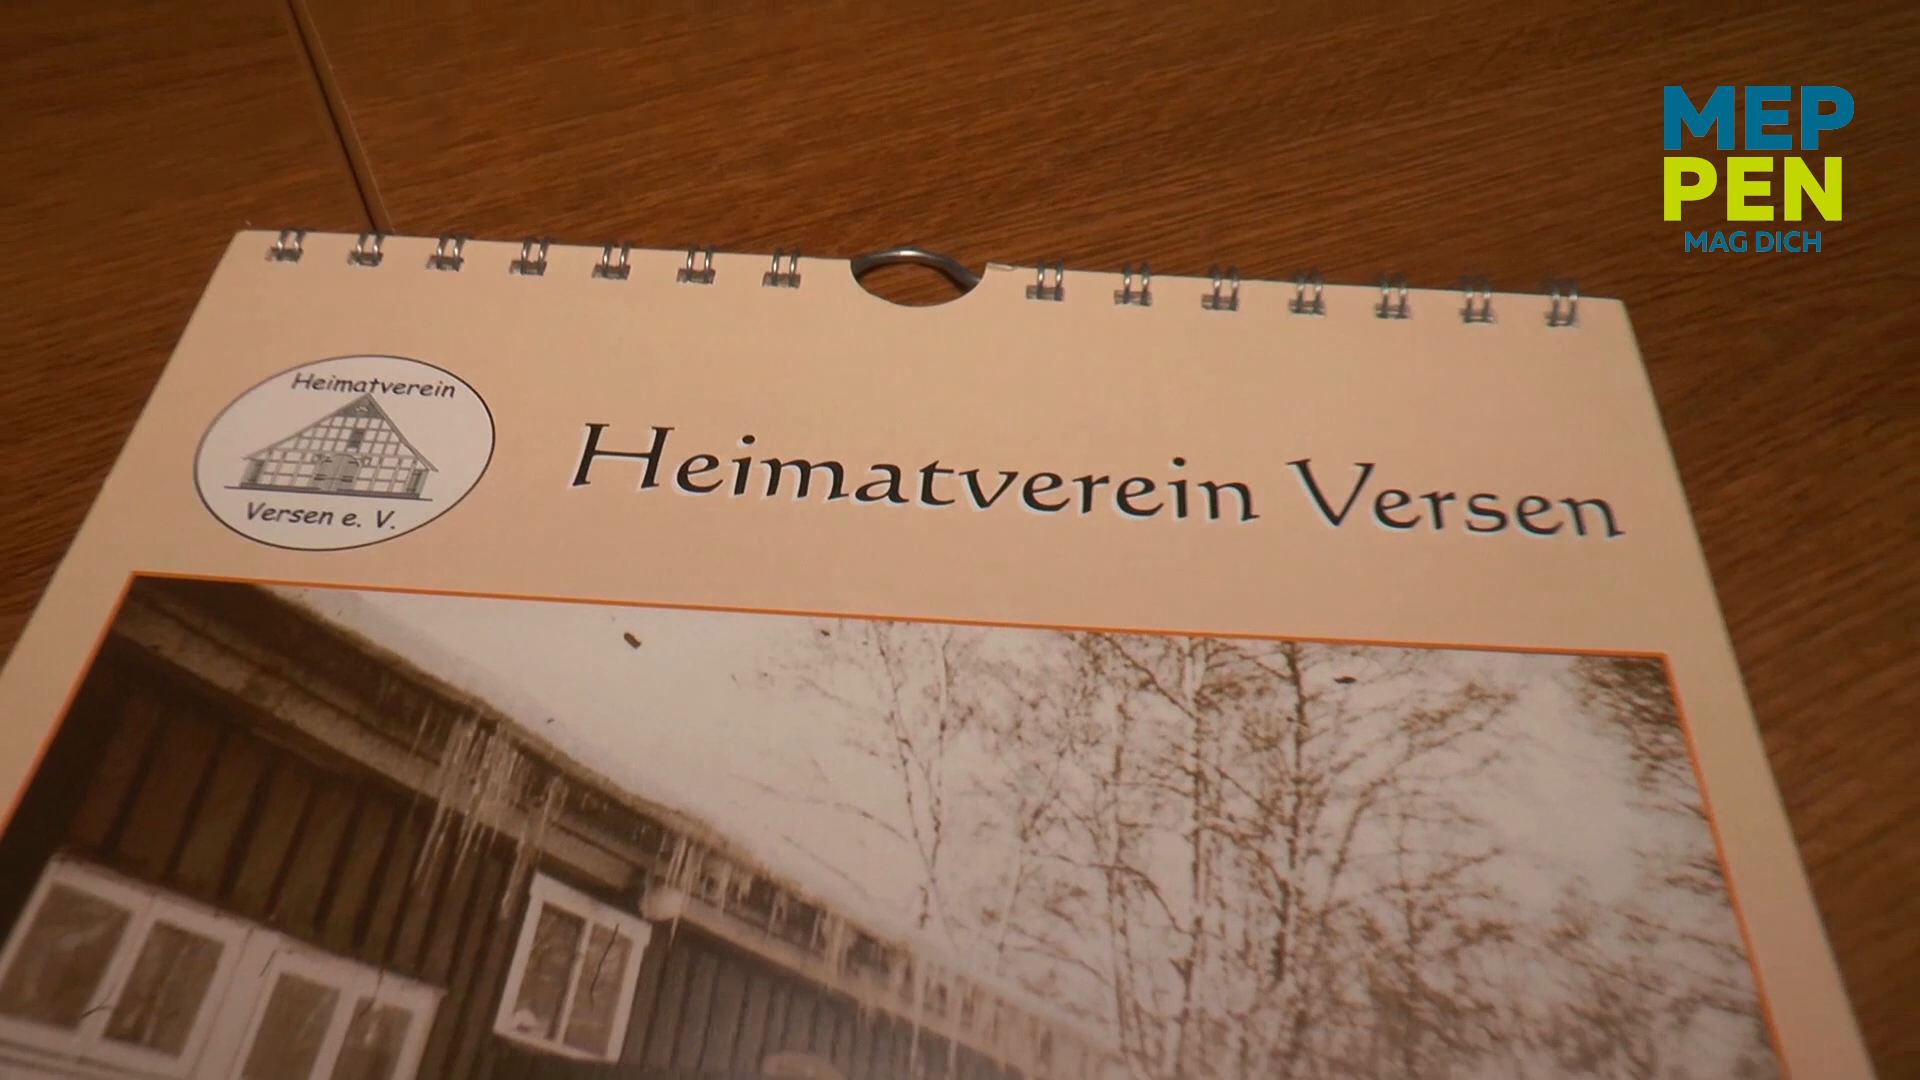 MEP
PEN
MAG DICH
Heimatverein
Versen e. V.
Heimatverein Versen